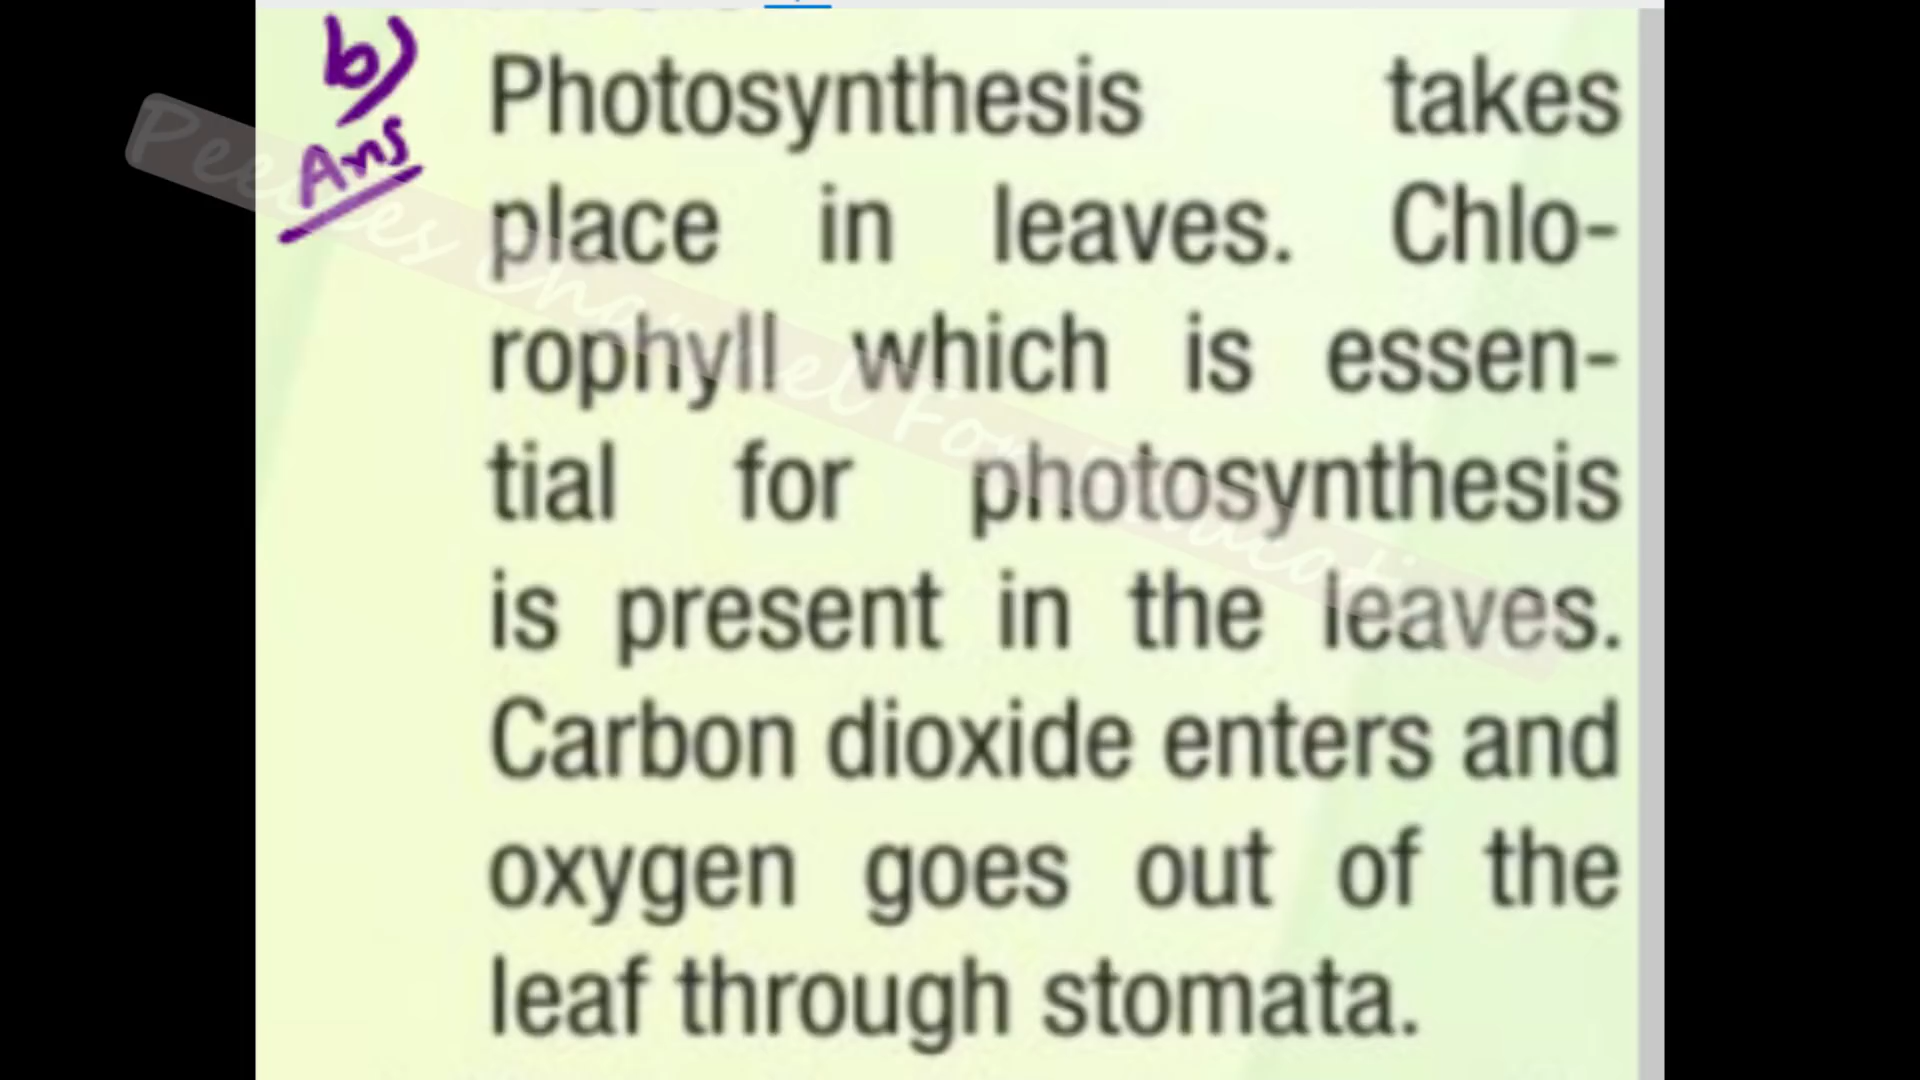 b)
Ans
Photosynthesis takes
place in leaves. Chlo-
rophyll which is essen-
tial for photosynthesis
is present in the leaves.
Carbon dioxide enters and
oxygen goes out of the
leaf through stomata.